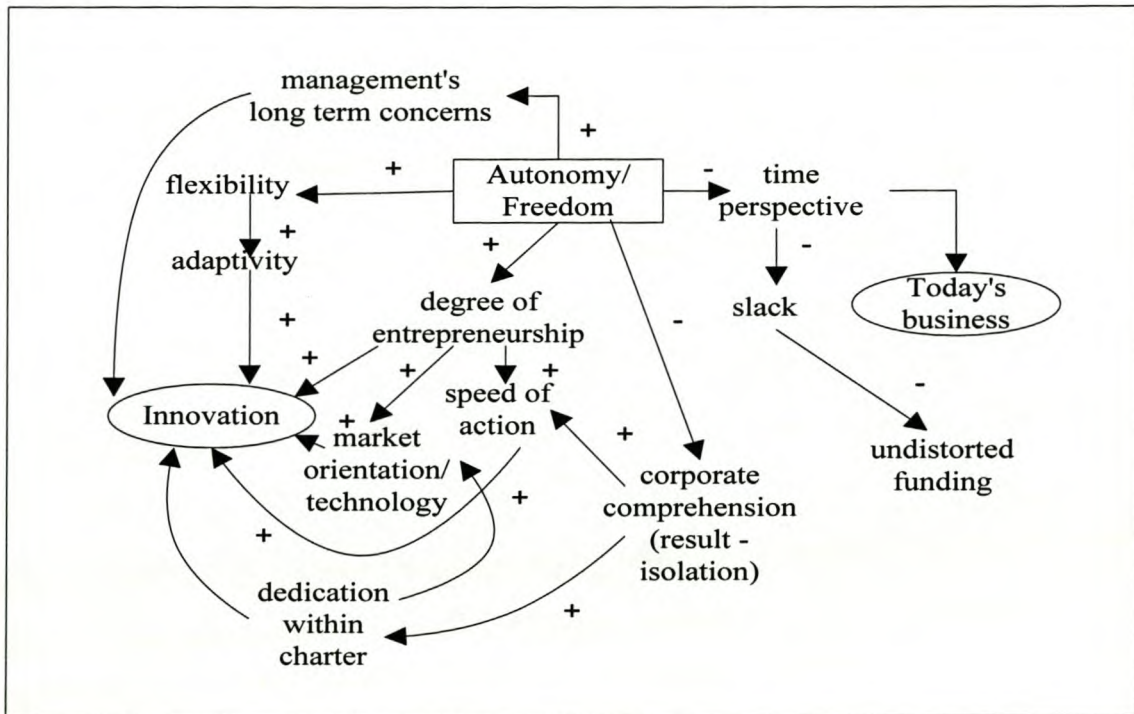 management's
long term concerns
+
+
Autonomy/
Freedom
-
time
perspective
flexibility
+
adaptivity
+
-
degree of
entrepreneurship
slack
Today's
business
-
+
+
+
+
speed of
action
-
Innovation
+
market
orientation/
technology
+
undistorted
funding
corporate
comprehension
(result -
isolation)
+
+
dedication
within
charter
+